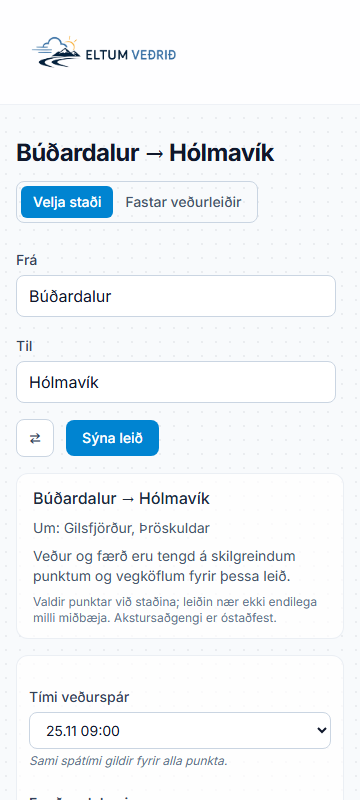 ELTUM VEÐRIÐ
Búðardalur → Hólmavík
Velja staði
Fastar veðurleiðir
Frá
Búðardalur
Til
Hólmavík
⇄
Sýna leið
Búðardalur → Hólmavík
Um: Gilsfjörður, Þröskuldar
Veður og færð eru tengd á skilgreindum
punktum og vegköflum fyrir þessa leið.
Valdir punktar við staðina; leiðin nær ekki endilega
milli miðbæja. Akstursaðgengi er óstaðfest.
Tími veðurspár
25.11 09:00
Sami spátími gildir fyrir alla punkta.